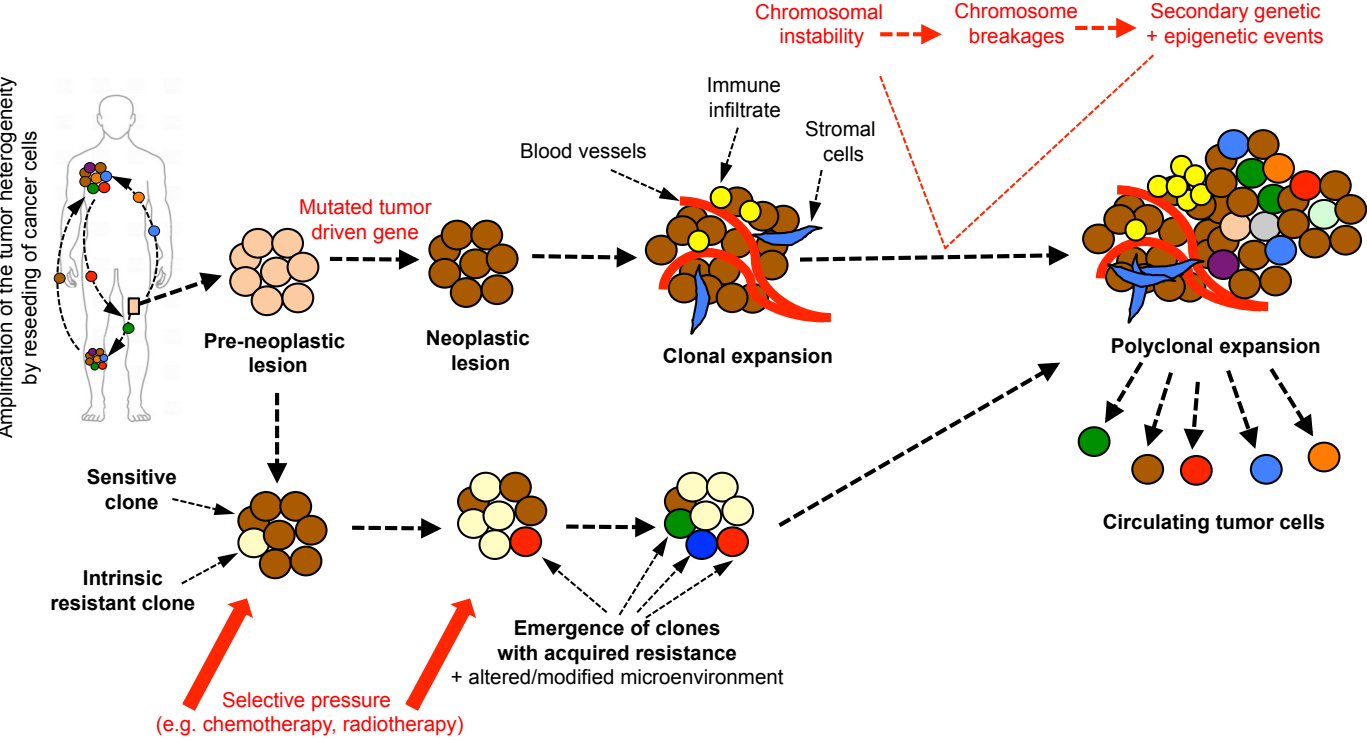 Amplification of the tumor heterogeneity
by reseeding of cancer cells
Chromosomal
instability
Chromosome
breakages
Secondary genetic
+ epigenetic events
Immune
infiltrate
Stromal
cells
Blood vessels
Mutated tumor
driven gene
Pre-neoplastic
lesion
Neoplastic
lesion
Clonal expansion
Polyclonal expansion
Sensitive
clone
Intrinsic
resistant clone
Circulating tumor cells
Emergence of clones
with acquired resistance
+ altered/modified microenvironment
Selective pressure
(e.g. chemotherapy, radiotherapy)